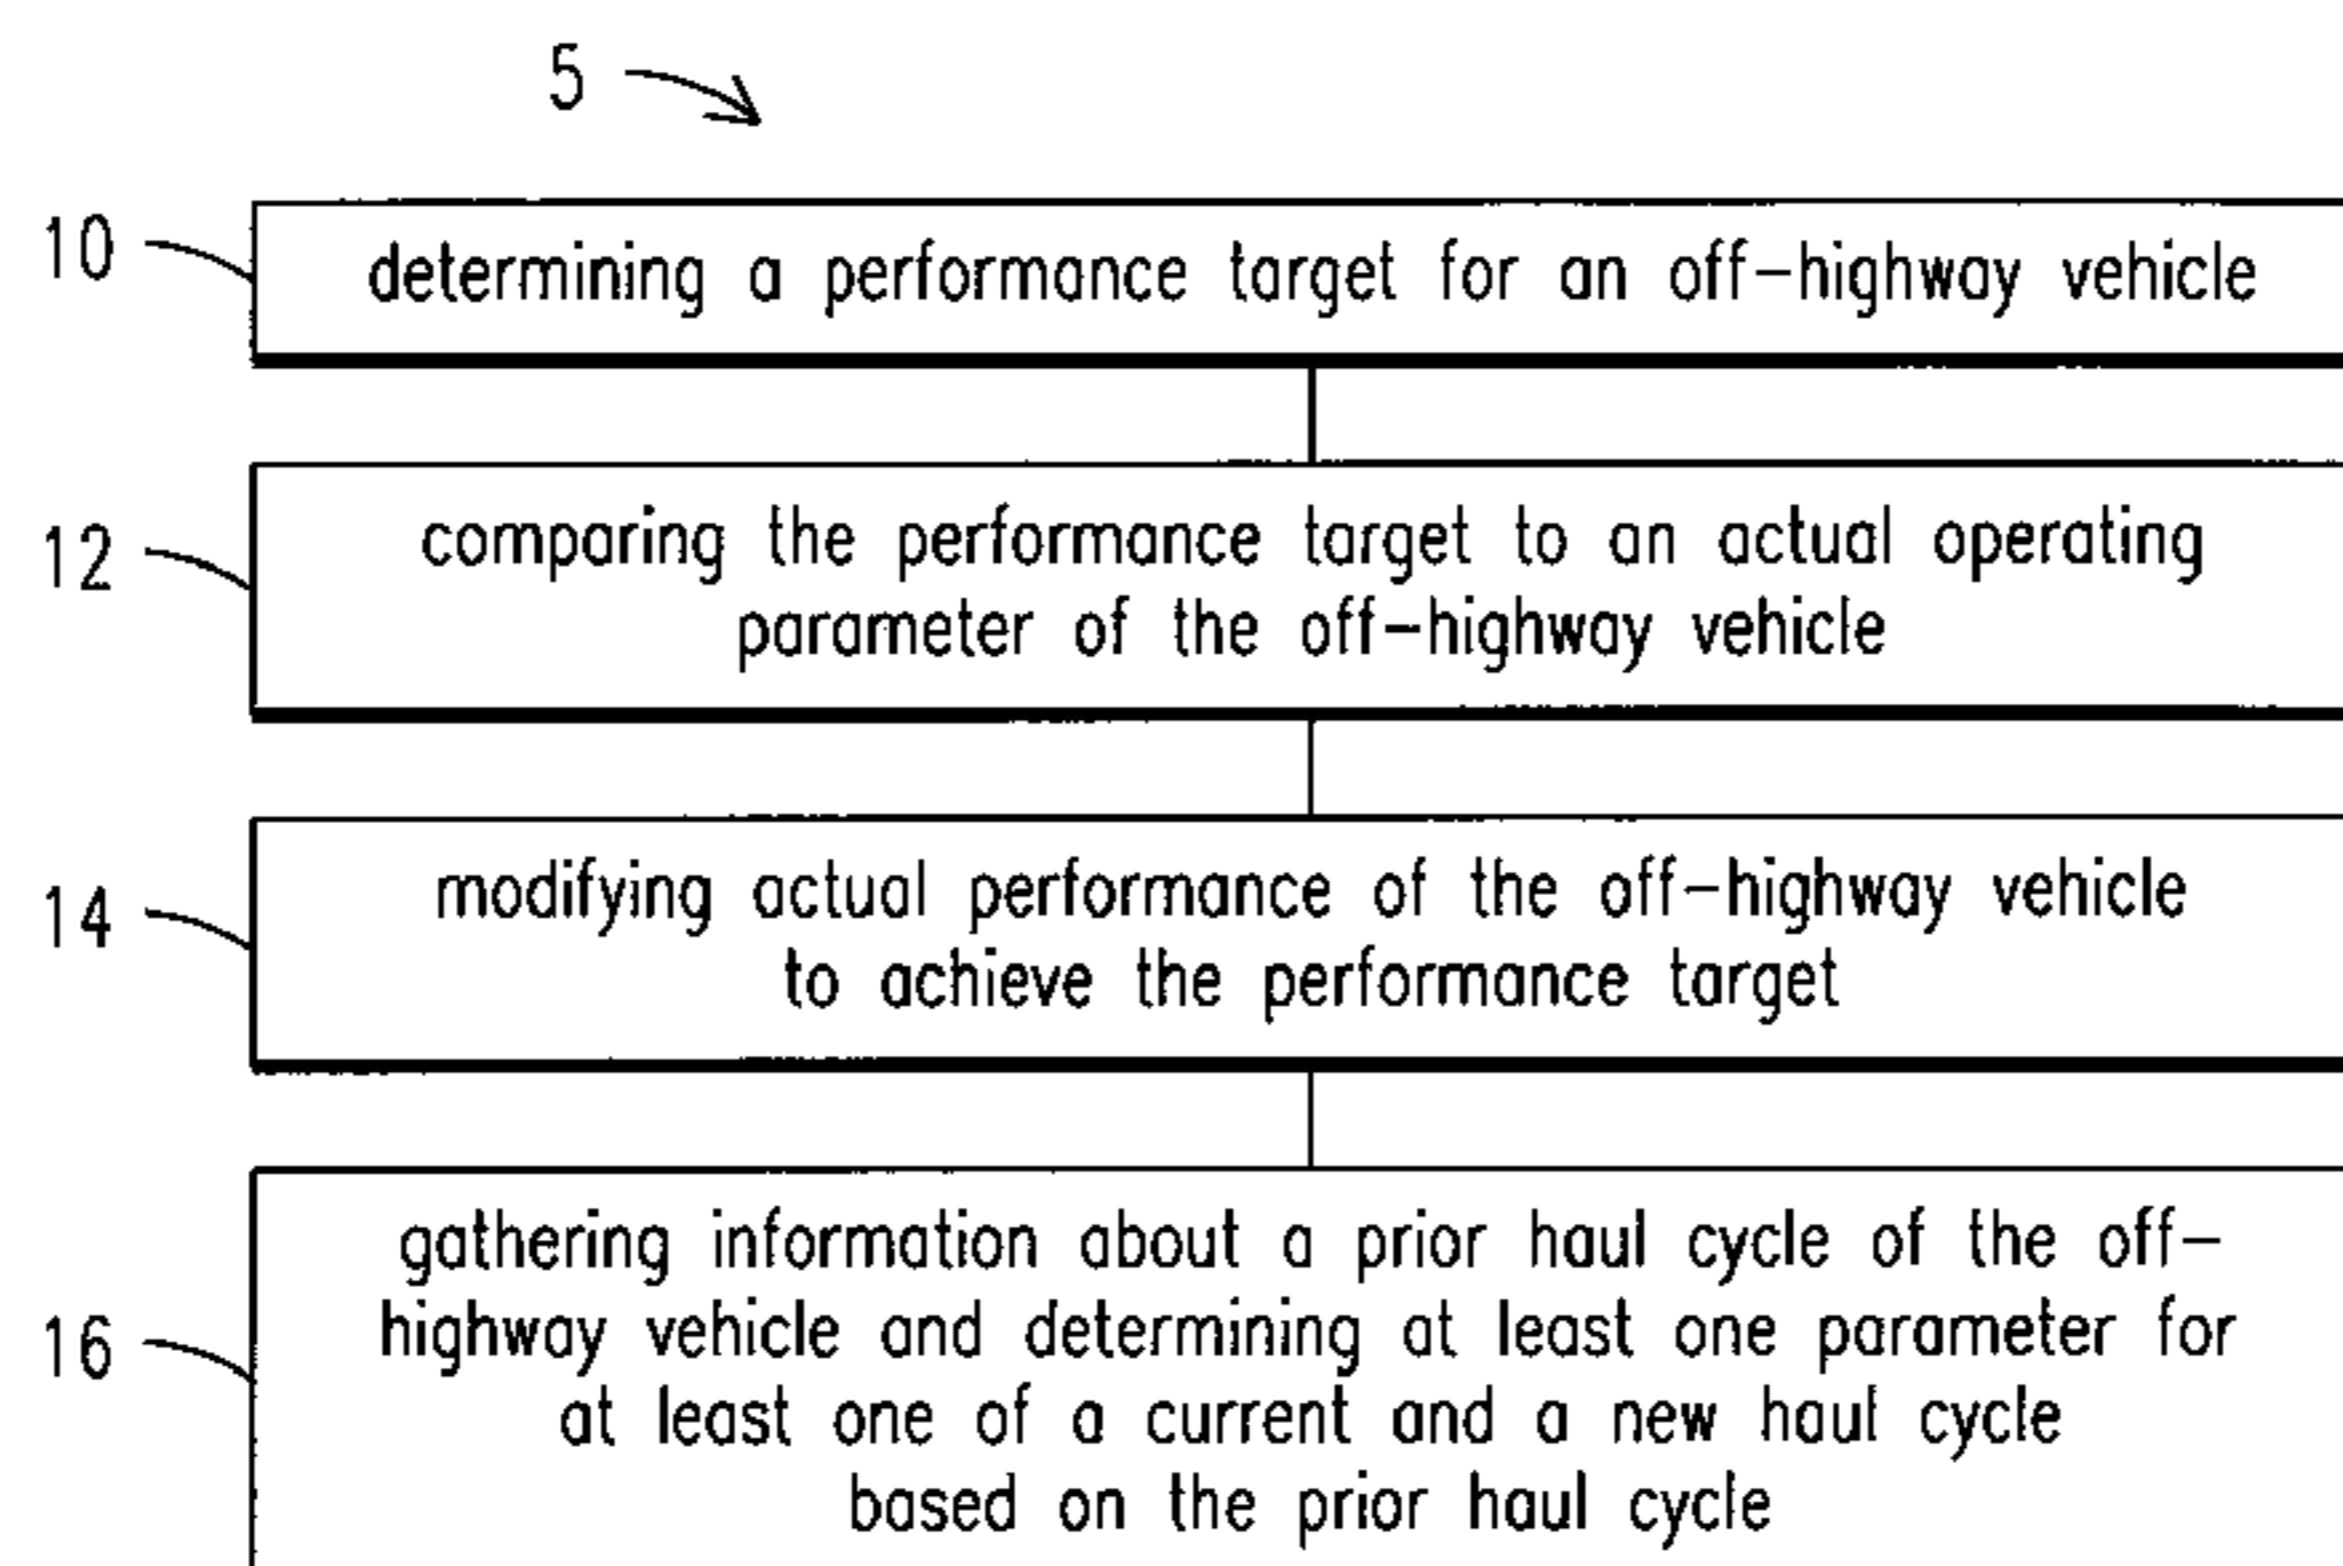 5
10
determining a performance target for an off-highway vehicle
12
comparing the performance target to an actual operating
parameter of the off-highway vehicle
14
modifying actual performance of the off-highway vehicle
to achieve the performance target
16
gathering information about a prior haul cycle of the off-
highway vehicle and determining at least one parameter for
at least one of a current and a new haul cycle
based on the prior haul cycle